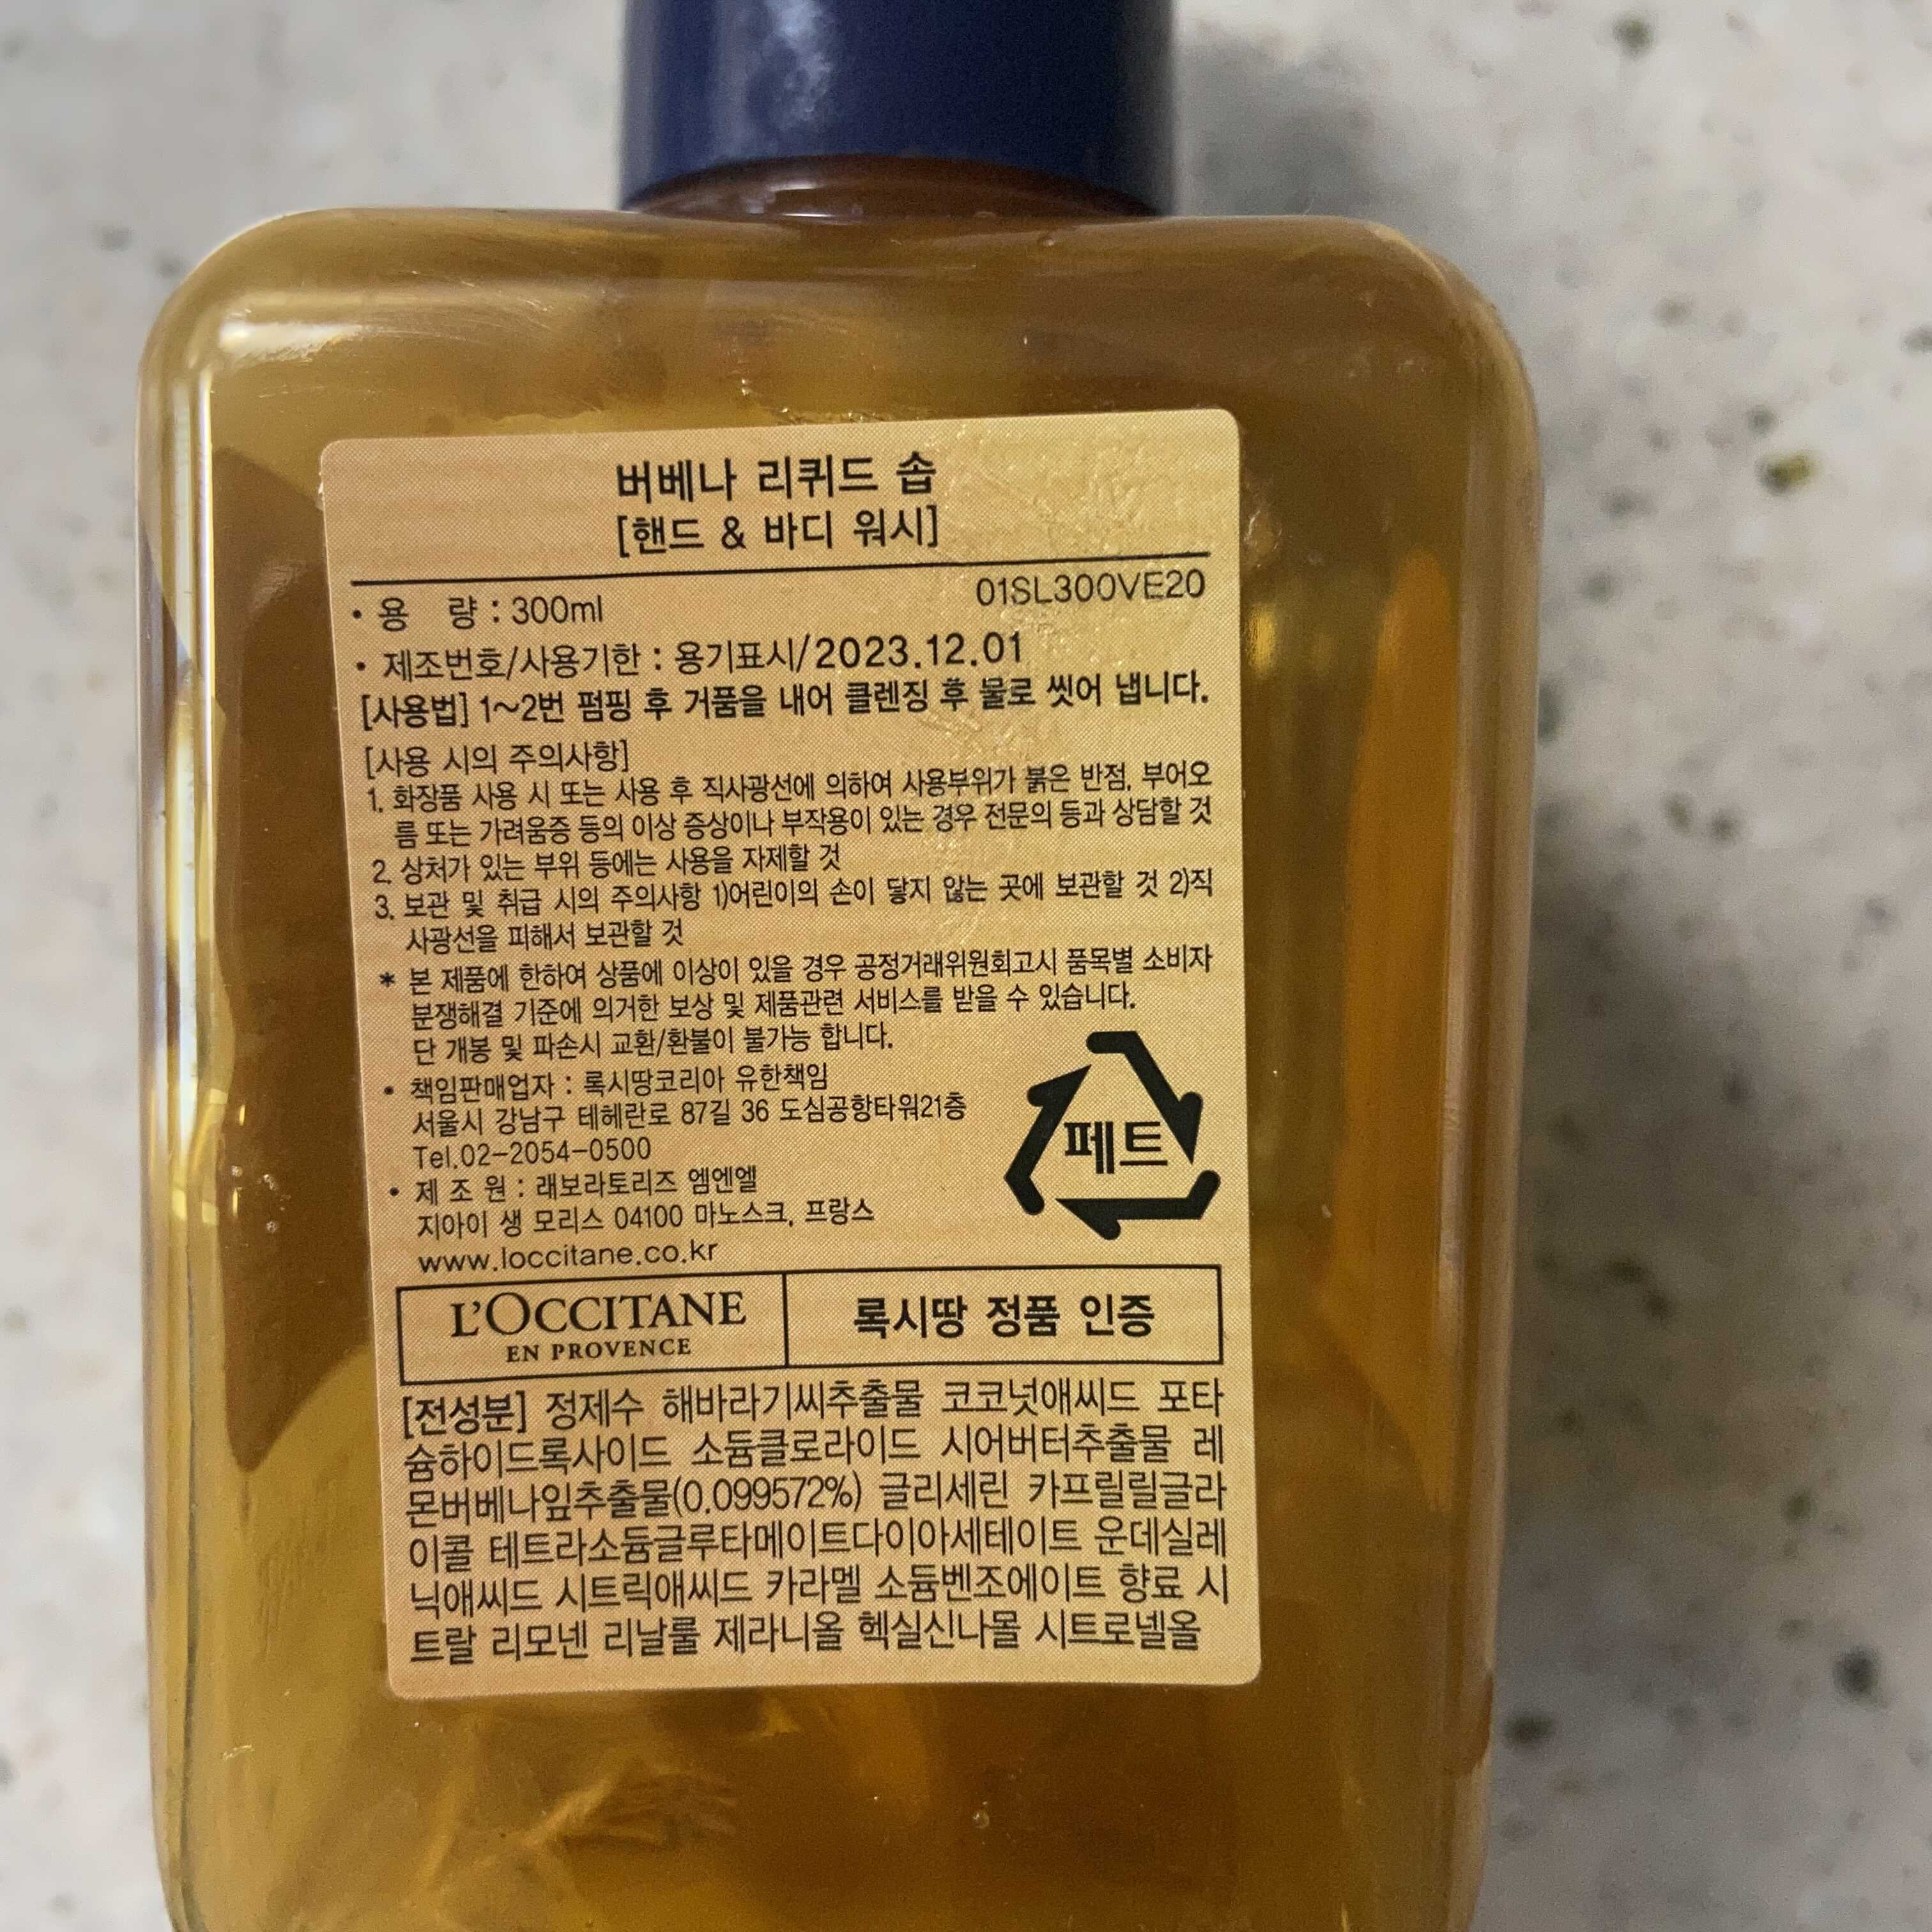 버베나 리퀴드 솝
[핸드 & 바디 워시]
01SL300VE20
• 용 량 : 300ml
• 제조번호/사용기한 : 용기표시/2023.12.01
[사용법] 1~2번 펌핑 후 거품을 내어 클렌징 후 물로 씻어 냅니다.
[사용 시의 주의사항]
1. 화장품 사용 시 또는 사용 후 직사광선에 의하여 사용부위가 붉은 반점, 부어오
름 또는 가려움증 등의 이상 증상이나 부작용이 있는 경우 전문의 등과 상담할 것
2. 상처가 있는 부위 등에는 사용을 자제할 것
3. 보관 및 취급 시의 주의사항 1)어린이의 손이 닿지 않는 곳에 보관할 것 2)직
사광선을 피해서 보관할 것
* 본 제품에 한하여 상품에 이상이 있을 경우 공정거래위원회고시 품목별 소비자
분쟁해결 기준에 의거한 보상 및 제품관련 서비스를 받을 수 있습니다.
단 개봉 및 파손시 교환/환불이 불가능 합니다.
• 책임판매업자 : 록시땅코리아 유한책임
서울시 강남구 테헤란로 87길 36 도심공항타워21층
Tel.02-2054-0500
• 제 조 원 : 래보라토리즈 엠엔엘
지아이 생 모리스 04100 마노스크, 프랑스
www.loccitane.co.kr
페트
L'OCCITANE
EN PROVENCE
록시땅 정품 인증
[전성분] 정제수 해바라기씨추출물 코코넛애씨드 포타
슘하이드록사이드 소듐클로라이드 시어버터추출물 레
몬버베나잎추출물(0.099572%) 글리세린 카프릴릴글라
이콜 테트라소듐글루타메이트다이아세테이트 운데실레
닉애씨드 시트릭애씨드 카라멜 소듐벤조에이트 향료 시
트랄 리모넨 리날룰 제라니올 헥실신나몰 시트로넬올